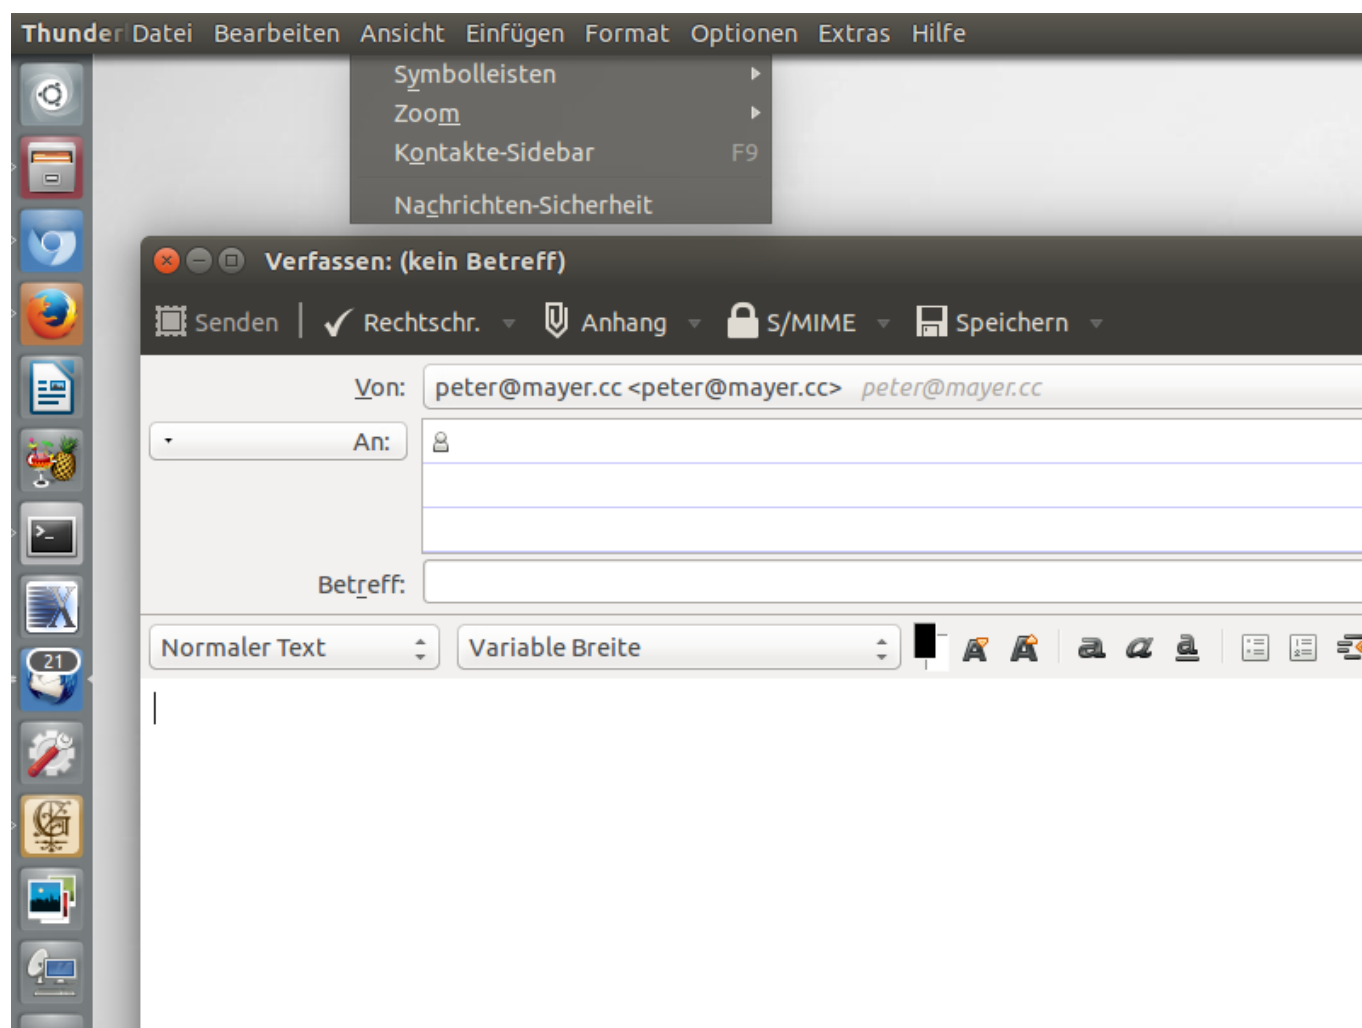 Thunder Datei Bearbeiten Ansicht Einfügen Format Optionen Extras Hilfe
Symbolleisten
Zoom
Kontakte-Sidebar F9
Nachrichten-Sicherheit
Verfassen: (kein Betreff)
Senden Rechtschr. Anhang S/MIME Speichern
Von: peter@mayer.cc <peter@mayer.cc> peter@mayer.cc
An:
Betreff:
Normaler Text Variable Breite a a a
21